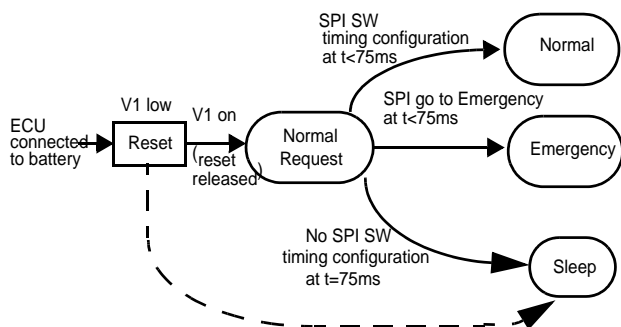 SPI SW
timing configuration
at t<75ms
Normal
V1 low
V1 on
SPI go to Emergency
at t<75ms
ECU
connected
to battery
Reset
(reset
released)
Normal
Request
Emergency
No SPI SW
timing configuration
at t=75ms
Sleep